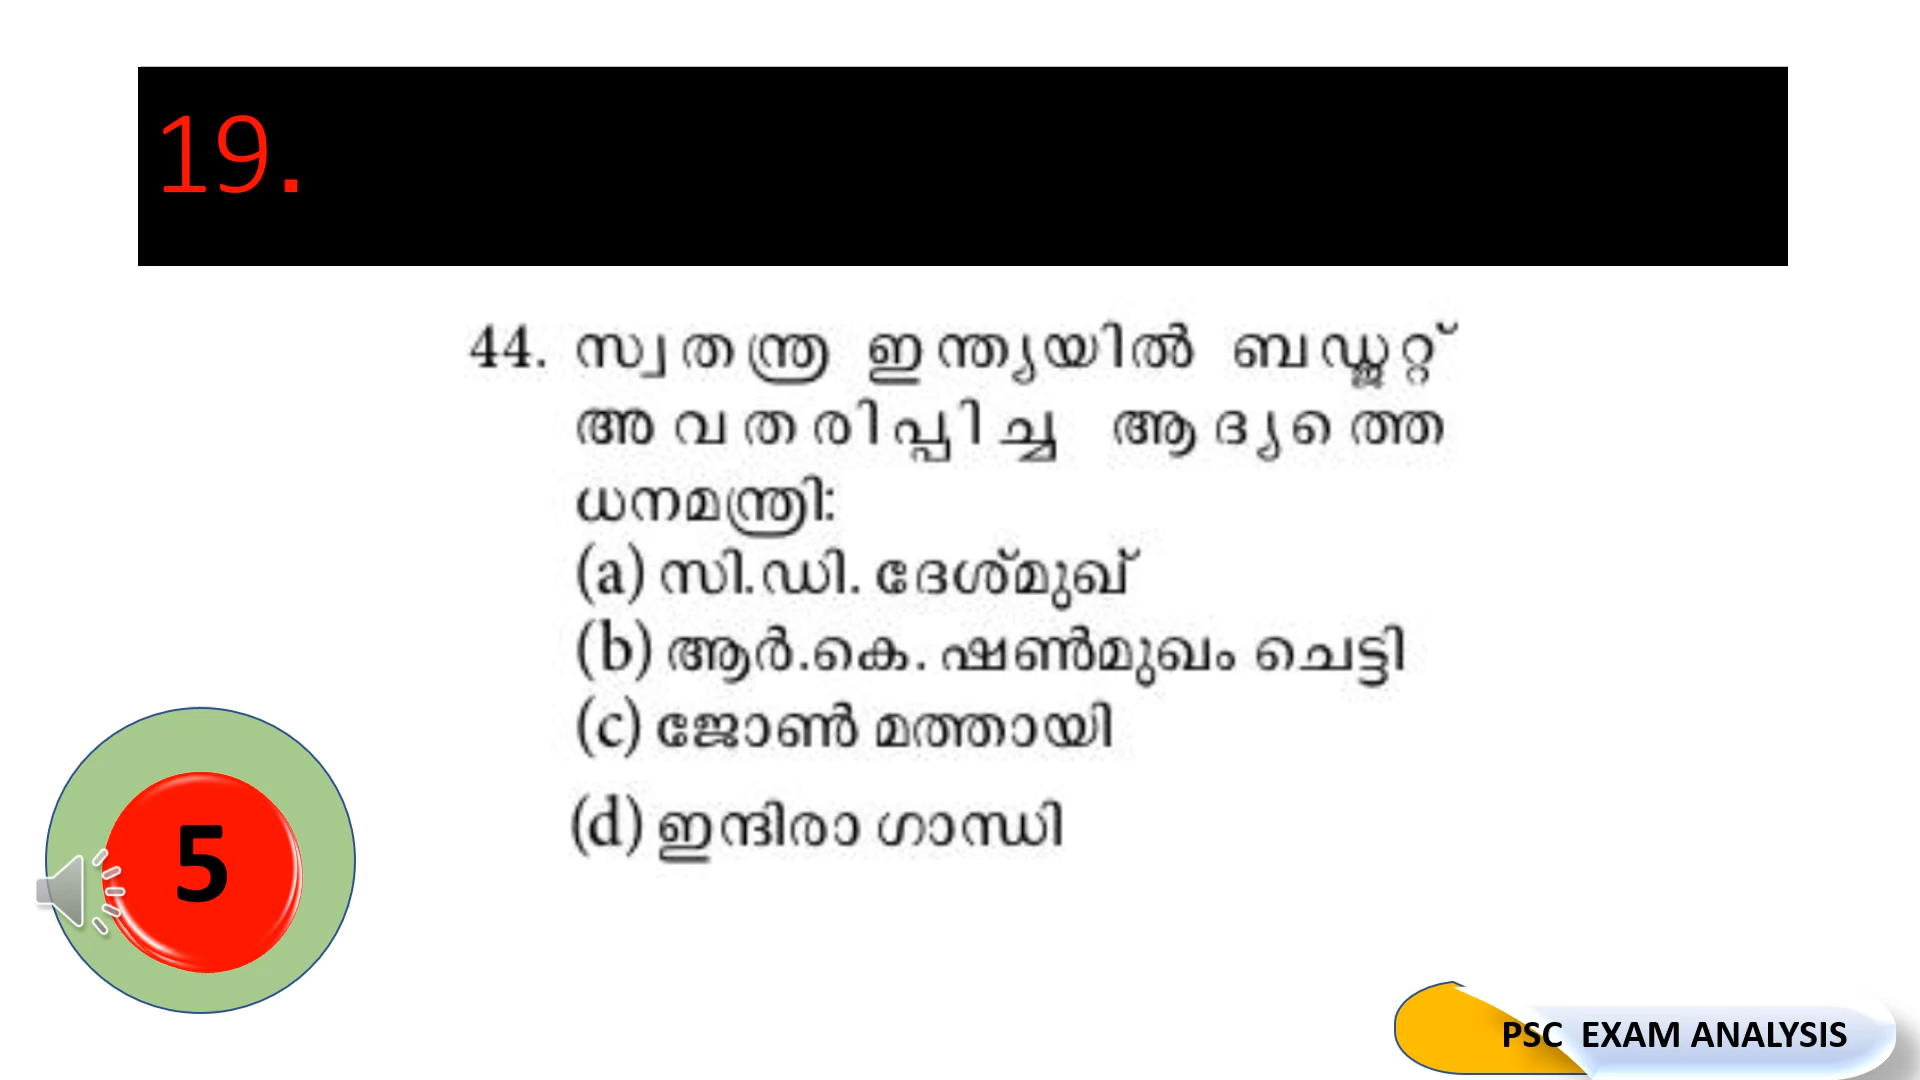 19.
44. സ്വതന്ത്ര ഇന്ത്യയിൽ ബഡ്ജറ്റ്
അവതരിപ്പിച്ച ആദ്യത്തെ
ധനമന്ത്രി:
(a) സി.ഡി. ദേശ്മുഖ്
(b) ആർ.കെ. ഷൺമുഖം ചെട്ടി
(c) ജോൺ മത്തായി
(d) ഇന്ദിരാ ഗാന്ധി
5
PSC EXAM ANALYSIS